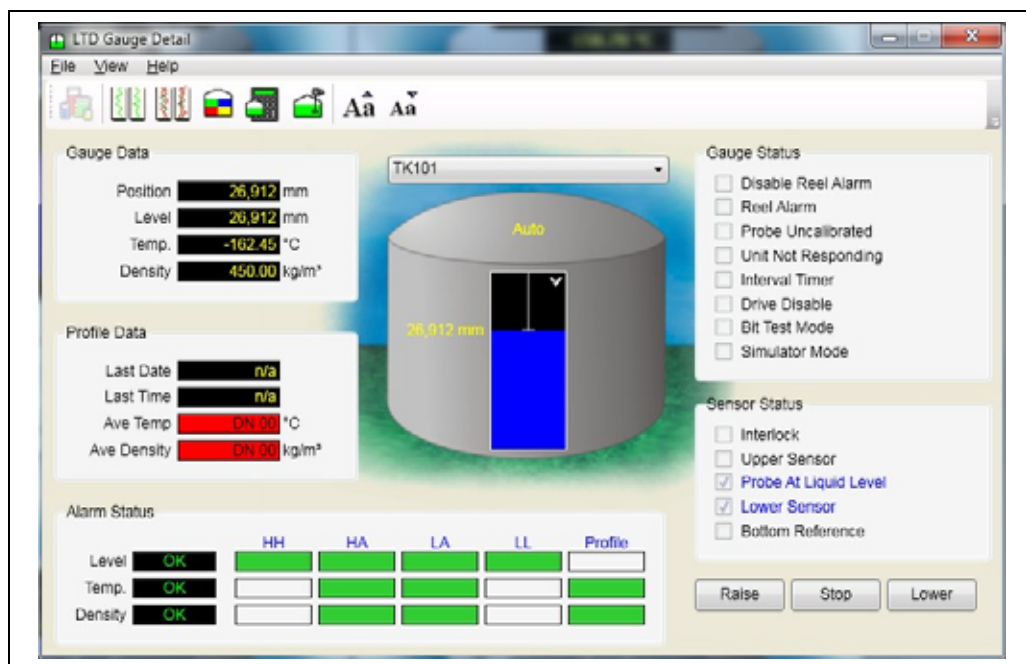 LTD Gauge Detail
File View Help
Aa Aa
Gauge Data
Position 26,912 mm
Level 26,912 mm
Temp. -162.45 °C
Density 450.00 kg/m³
Profile Data
Last Date n/a
Last Time n/a
Ave Temp DN 00 °C
Ave Density DN 00 kg/m³
TK101
Auto
26,912 mm
Gauge Status
Disable Reel Alarm
Reel Alarm
Probe Uncalibrated
Unit Not Responding
Interval Timer
Drive Disable
Bit Test Mode
Simulator Mode
Sensor Status
Interlock
Upper Sensor
Probe At Liquid Level
Lower Sensor
Bottom Reference
Alarm Status
HH HA LA LL Profile
Level OK
Temp. OK
Density OK
Raise Stop Lower